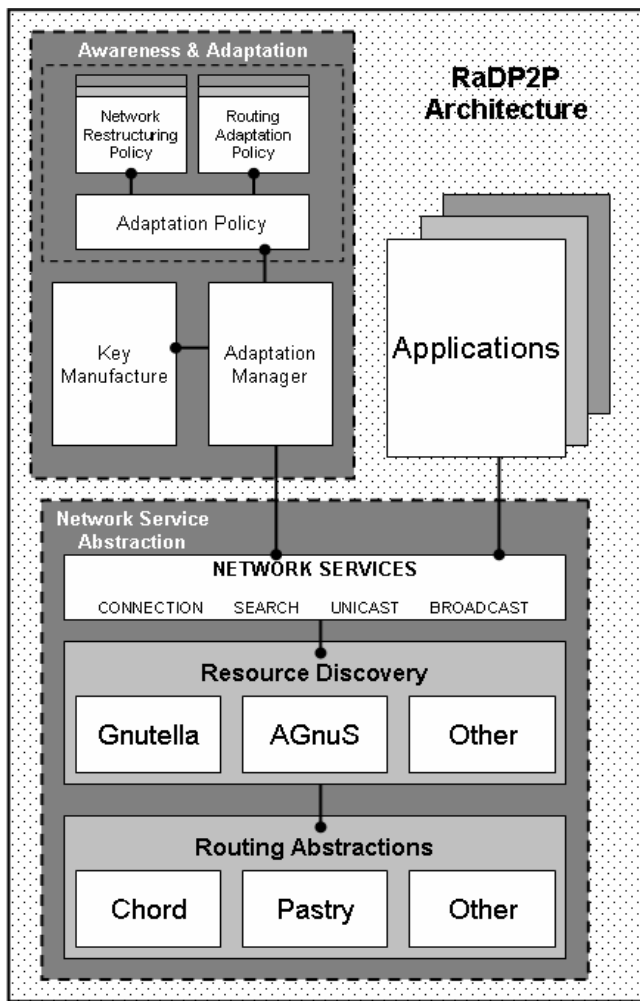 Awareness & Adaptation
RaDP2P
Architecture
Network
Restructuring
Policy
Routing
Adaptation
Policy
Adaptation Policy
Key
Manufacture
Adaptation
Manager
Applications
Network Service
Abstraction
NETWORK SERVICES
CONNECTION SEARCH UNICAST BROADCAST
Resource Discovery
Gnutella AGnuS Other
Routing Abstractions
Chord Pastry Other